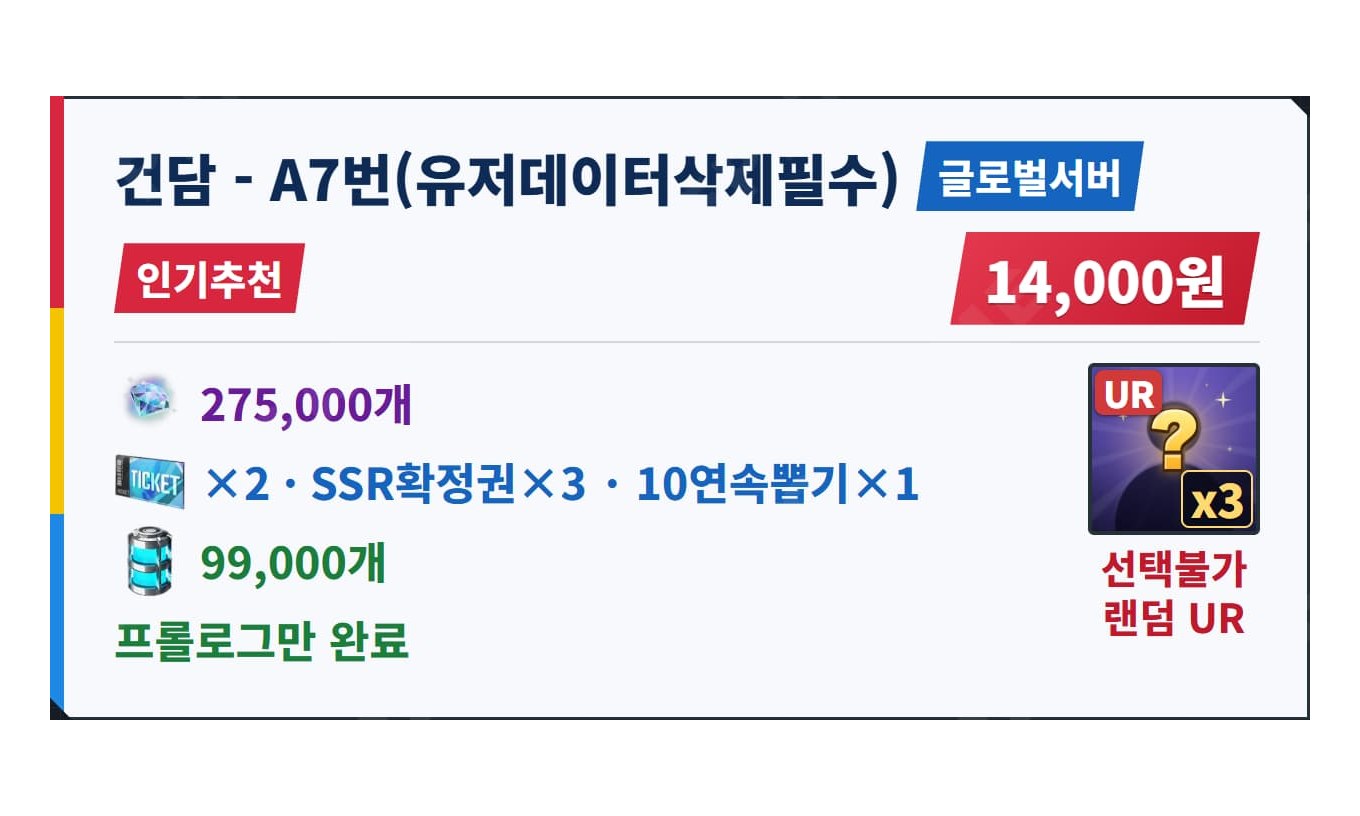 건담 - A7번(유저데이터삭제필수) 글로벌서버
인기추천
14,000원
275,000개
TICKET ×2 · SSR확정권×3 · 10연속뽑기×1
99,000개
프롤로그만 완료
UR
?
x3
선택불가
랜덤 UR